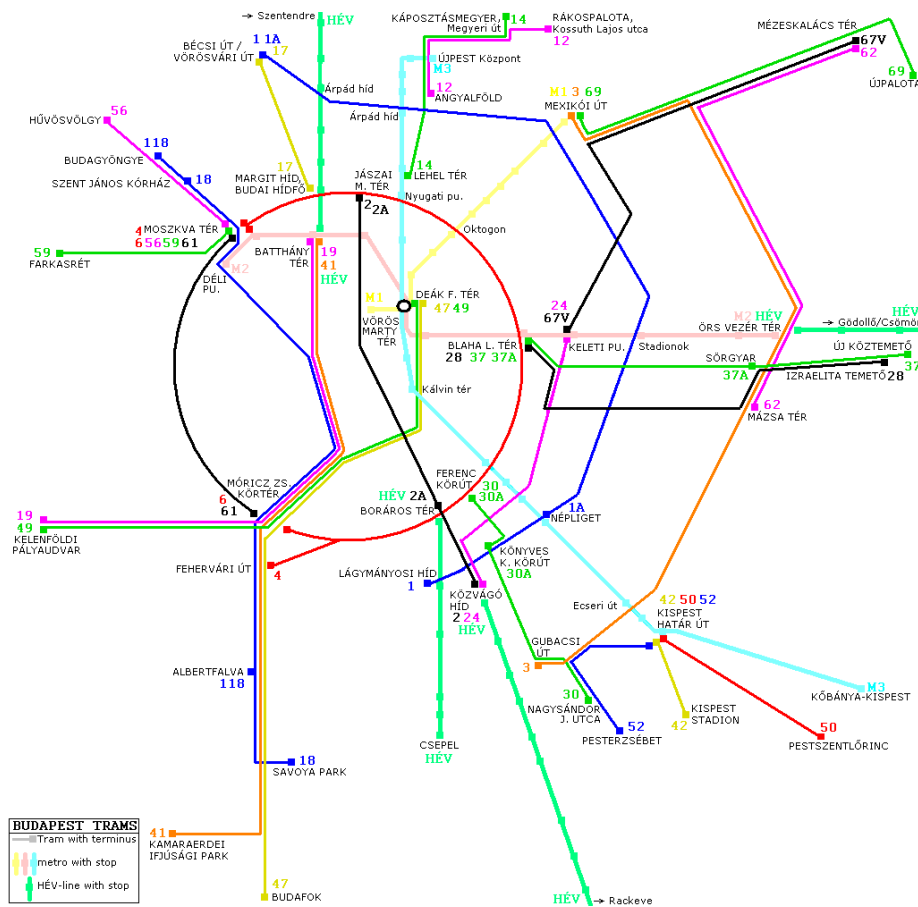 → Szentendre
HÉV
KÁPOSZTÁSMEGYER,
Megyeri út
14
RÁKOSPALOTA,
Kossuth Lajos utca
12
MÉZESKALÁCS TÉR
67V
62
BÉCSI ÚT /
VÖRÖSVÁRI ÚT
1 1A
17
M3
ÚJPEST Központ
69
ÚJPALOTA
Árpád híd
12
ANGYALFÖLD
M1 3 69
MEXIKÓI ÚT
56
HŰVÖSVÖLGY
Árpád híd
118
BUDAGYÖNGYE
SZENT JÁNOS KÓRHÁZ
18
17
MARGIT HÍD,
BUDAI HÍDFŐ
JÁSZAI
M. TÉR
2
2A
14
LEHEL TÉR
Nyugati pu.
Oktogon
4
MOSZKVA TÉR
6 56 59 61
59
FARKASRÉT
M2
DÉLI
PU.
BATTHÁNY
TÉR
19
41
HÉV
M1
VÖRÖS
MARTY
TÉR
DEÁK F. TÉR
47 49
24
67V
BLAHA L. TÉR
28 37 37A
KELETI PU.
Stadionok
M2 HÉV
ÖRS VEZÉR TÉR
HÉV
→ Gödöllő/Csömör
ÚJ KÖZTEMETŐ
37
SÖRGYAR
37A
IZRAELITA TEMETŐ 28
62
MÁZSA TÉR
Kálvin tér
MÓRICZ ZS.
KÖRTÉR
6
61
FERENC
KÖRÚT
30
30A
HÉV 2A
BORÁROS TÉR
1A
NÉPLIGET
19
49
KELENFÖLDI
PÁLYAUDVAR
FEHERVÁRI ÚT
4
LÁGYMÁNYOSI HÍD
1
KÖNYVES
K. KÖRÚT
30A
KÖZVÁGÓ
HÍD
2 24
HÉV
Ecseri út
42 50 52
KISPEST
HATÁR ÚT
GUBACSI
ÚT
3
ALBERTFALVA
118
30
NAGYSÁNDOR
J. UTCA
M3
KŐBÁNYA-KISPEST
KISPEST
STADION
42
52
PESTERZSÉBET
50
PESTSZENTLŐRINC
CSEPEL
HÉV
18
SAVOYA PARK
41
KAMARAERDEI
IFJÚSÁGI PARK
47
BUDAFOK
HÉV
→ Rackeve
BUDAPEST TRAMS
Tram with terminus
metro with stop
HÉV-line with stop